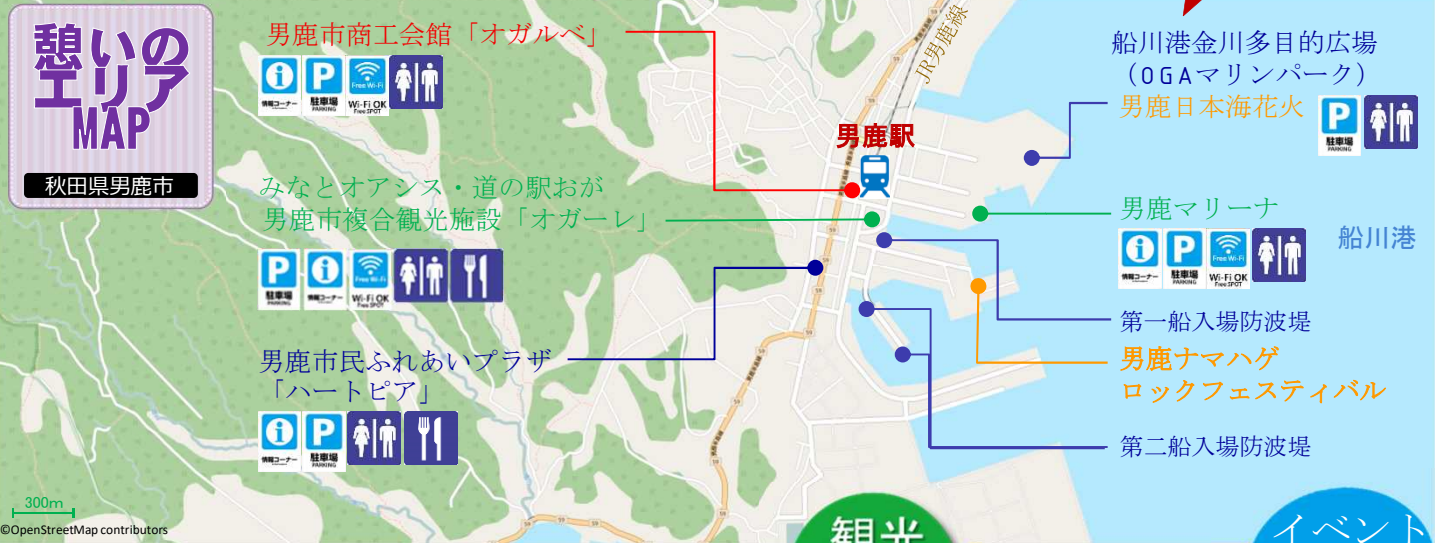 憩いの
エリア
MAP
秋田県男鹿市
男鹿市商工会館「オガルベ」
情報コーナー
P
駐車場
PARKING
Free Wi-Fi
Wi-Fi OK
Free SPOT
みなとオアシス・道の駅おが
男鹿市複合観光施設「オガーレ」
P
駐車場
PARKING
情報コーナー
Free Wi-Fi
Wi-Fi OK
Free SPOT
男鹿市民ふれあいプラザ
「ハートピア」
情報コーナー
P
駐車場
PARKING
300m
©OpenStreetMap contributors
JR男鹿線
男鹿駅
59
59
59
59
59
59
59
59
船川港金川多目的広場
（OGAマリンパーク）
男鹿日本海花火
P
駐車場
PARKING
男鹿マリーナ
情報コーナー
P
駐車場
PARKING
Free Wi-Fi
Wi-Fi OK
Free SPOT
船川港
第一船入場防波堤
男鹿ナマハゲ
ロックフェスティバル
第二船入場防波堤
観光
イベント